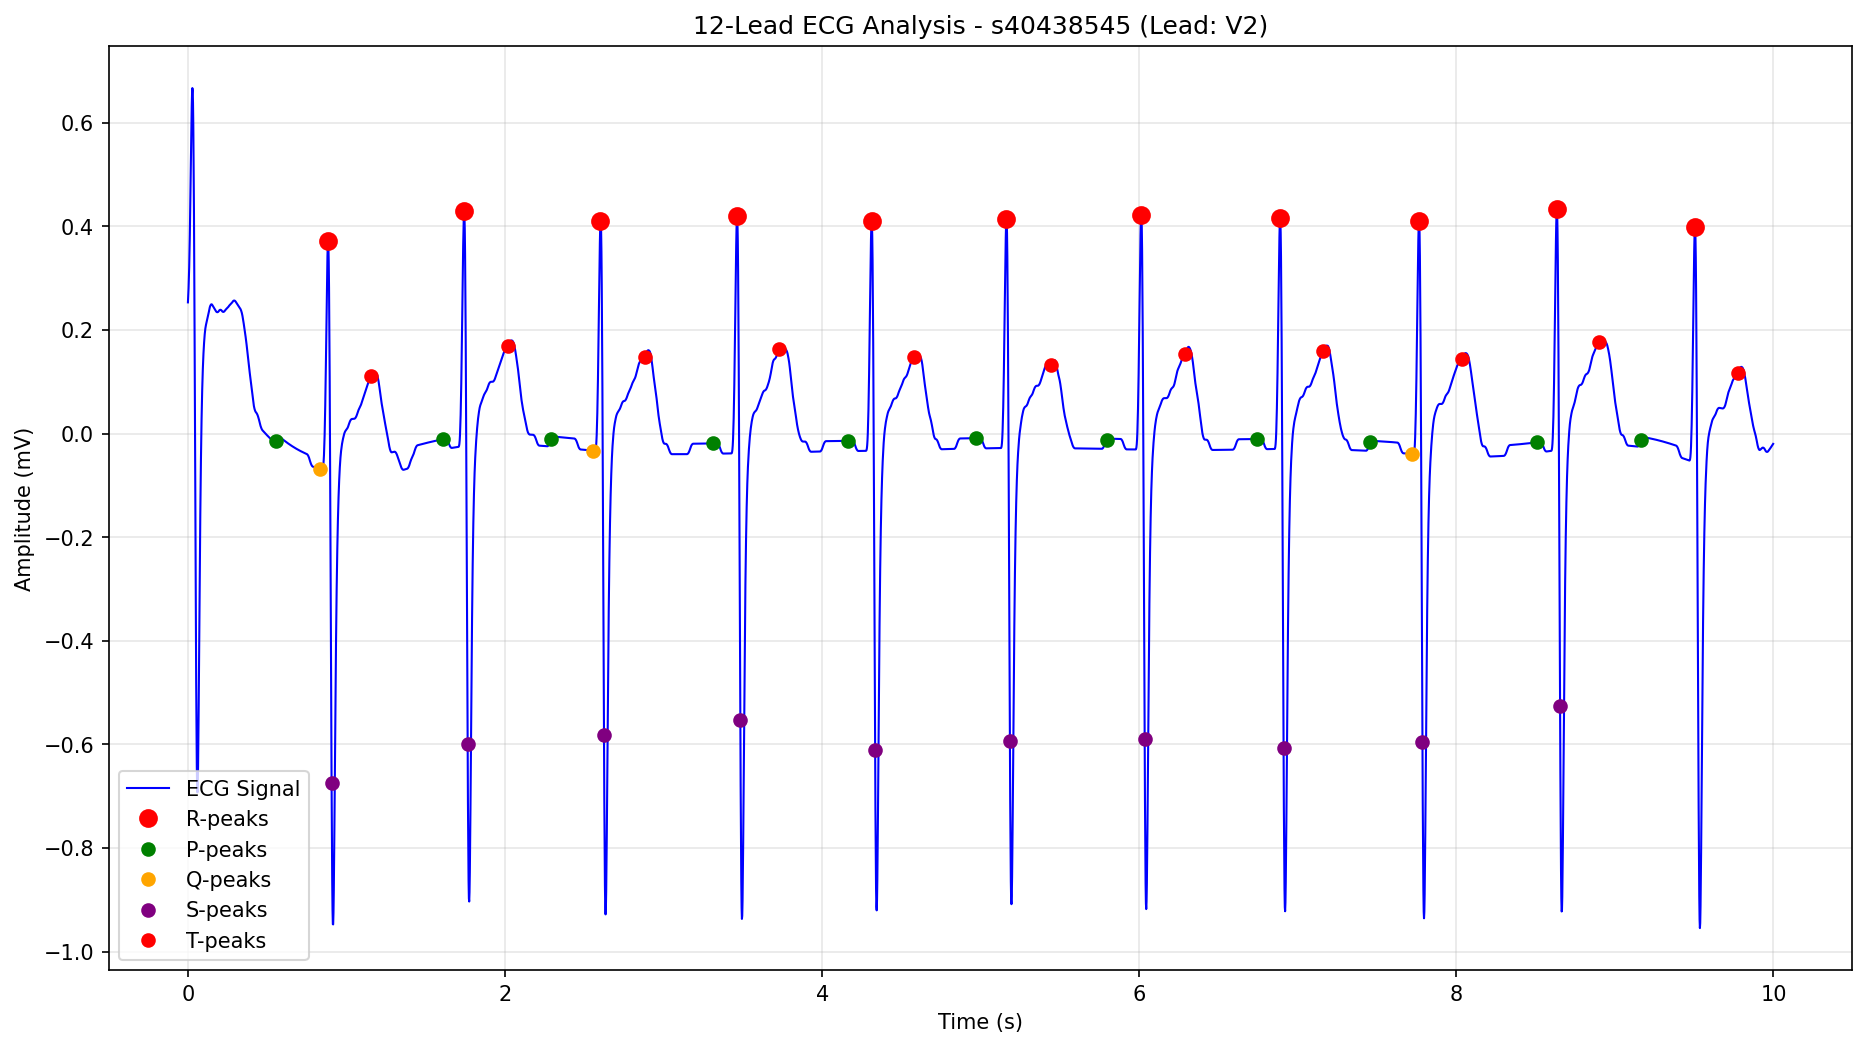 12-Lead ECG Analysis - s40438545 (Lead: V2)
Amplitude (mV)
0.6
0.4
0.2
0.0
−0.2
−0.4
−0.6
−0.8
−1.0
ECG Signal
R-peaks
P-peaks
Q-peaks
S-peaks
T-peaks
0 2 4 6 8 10
Time (s)